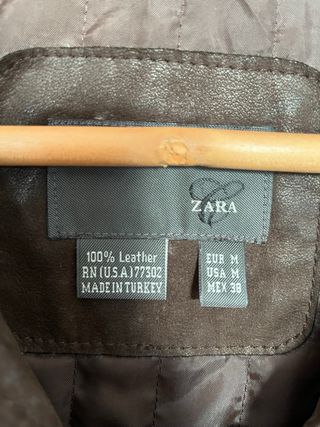 ZARA
100% Leather
RN(U.S.A)77302
MADE IN TURKEY
EUR M
USA M
MEX 38